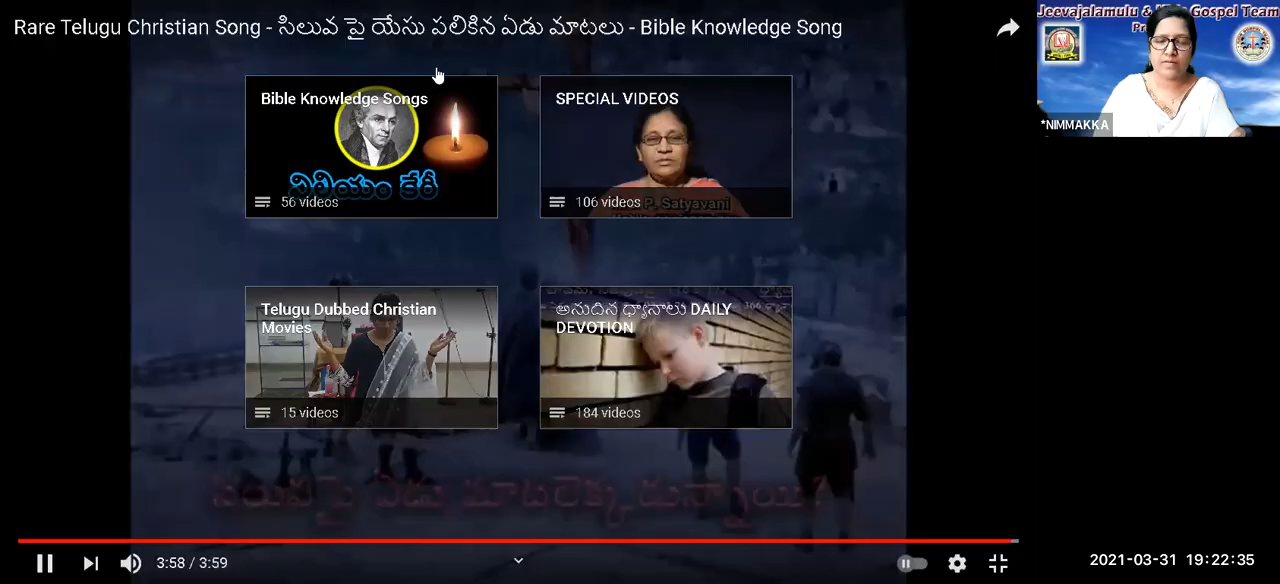 Rare Telugu Christian Song - సిలువ పై యేసు పలికిన ఏడు మాటలు - Bible Knowledge Song
Jeevajalamulu & Gospel Team
Bible Knowledge Songs
విలియం కేరీ
56 videos
SPECIAL VIDEOS
P. Satyavani
106 videos
*NIMMAKKA
Telugu Dubbed Christian
Movies
15 videos
అనుదిన ధ్యానాలు DAILY
DEVOTION
184 videos
3:58 / 3:59
2021-03-31 19:22:35